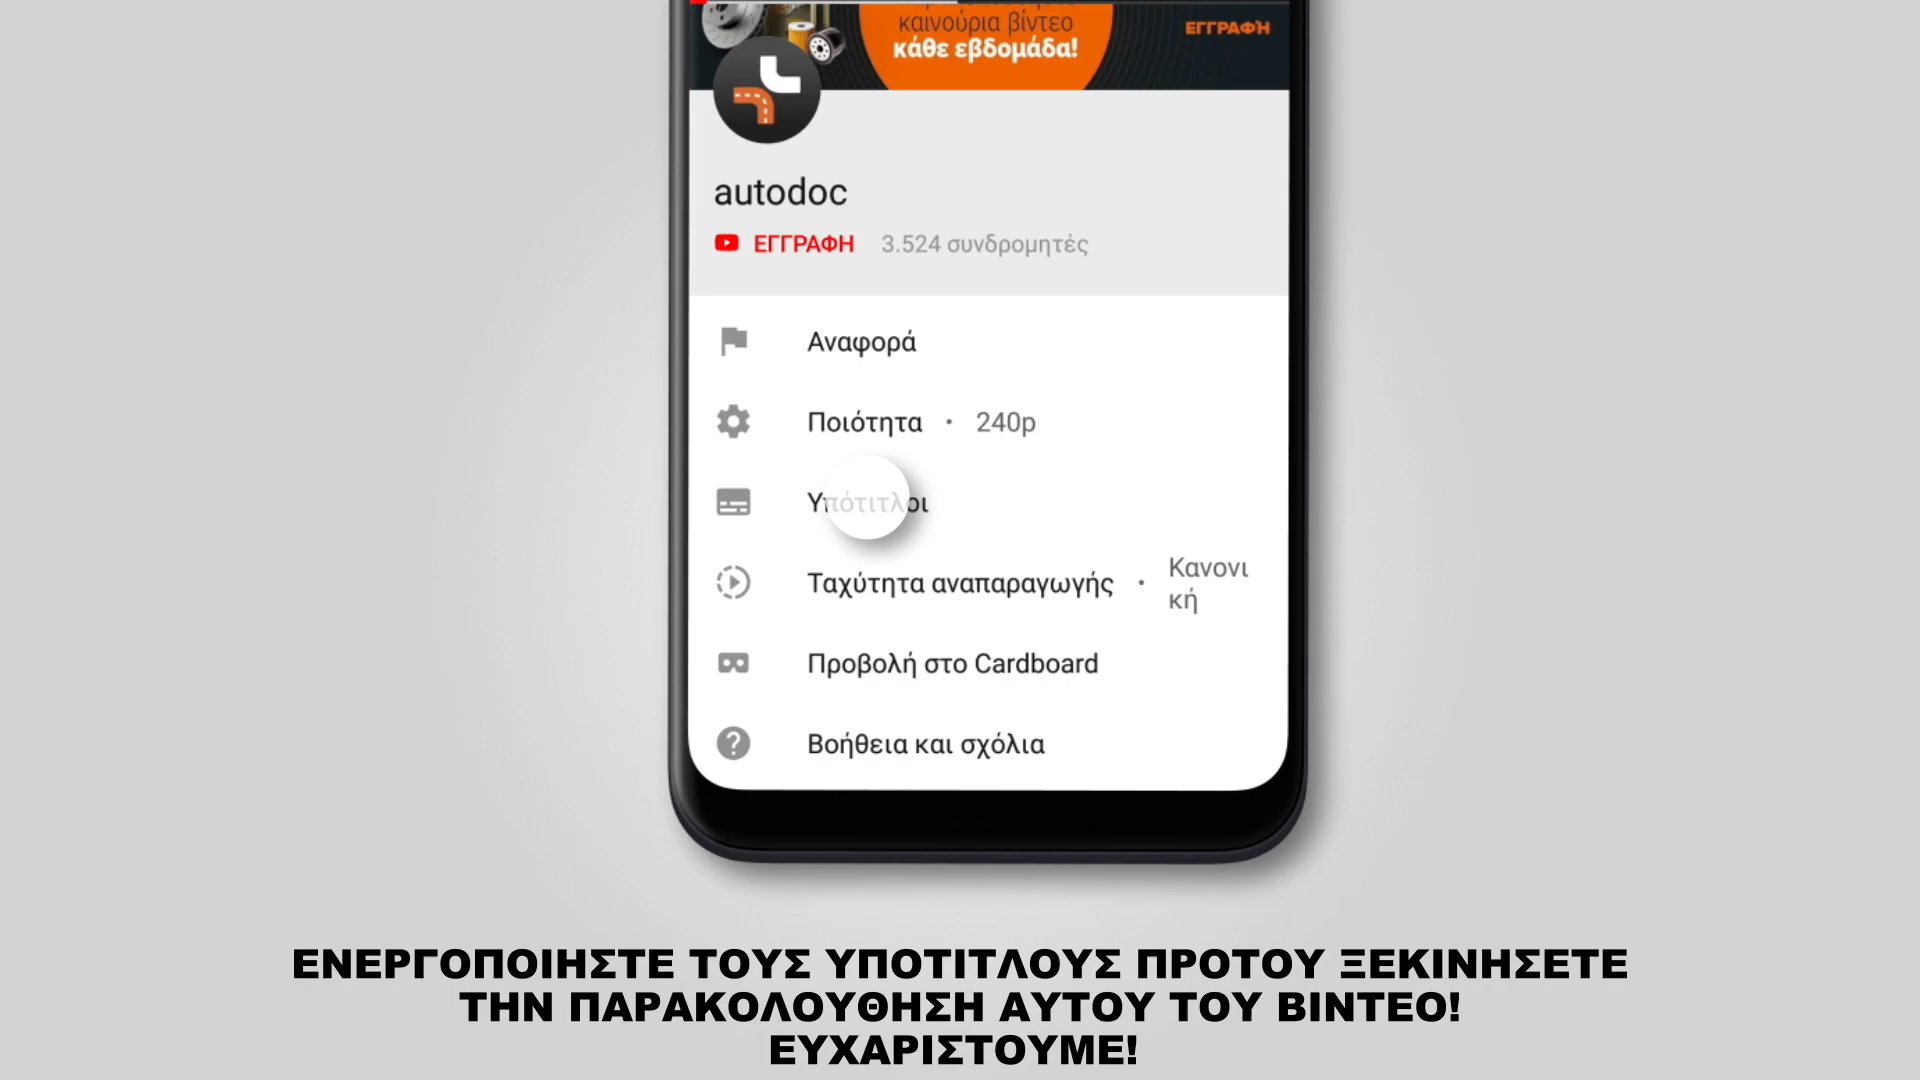 καινούρια βίντεο
κάθε εβδομάδα!
ΕΓΓΡΑΦΉ
autodoc
ΕΓΓΡΑΦΗ 3.524 συνδρομητές
Αναφορά
Ποιότητα • 240p
Υπότιτλοι
Ταχύτητα αναπαραγωγής • Κανονι
κή
Προβολή στο Cardboard
Βοήθεια και σχόλια
ΕΝΕΡΓΟΠΟΙΗΣΤΕ ΤΟΥΣ ΥΠΟΤΙΤΛΟΥΣ ΠΡΟΤΟΥ ΞΕΚΙΝΗΣΕΤΕ
ΤΗΝ ΠΑΡΑΚΟΛΟΥΘΗΣΗ ΑΥΤΟΥ ΤΟΥ ΒΙΝΤΕΟ!
ΕΥΧΑΡΙΣΤΟΥΜΕ!